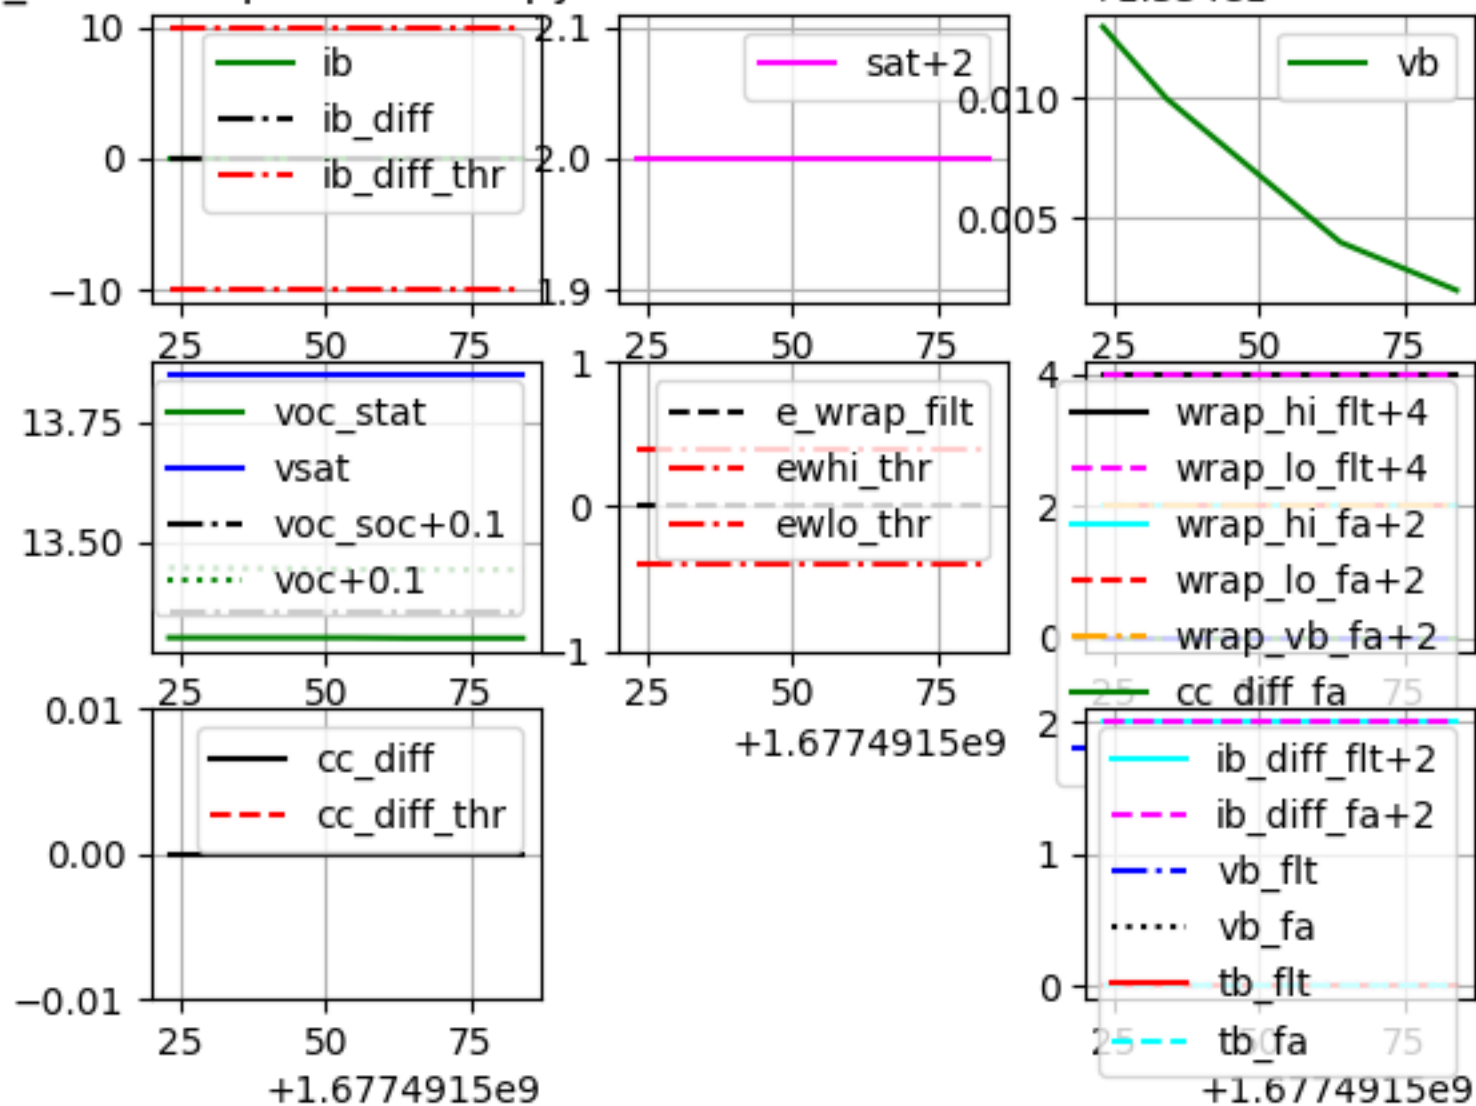 10
0
−10
ib
ib_diff
ib_diff_thr
25 50 75
2.1
2.0
1.9
sat+2
25 50 75
0.010
0.005
vb
25 50 75
13.75
13.50
voc_stat
vsat
voc_soc+0.1
voc+0.1
25 50 75
1
0
−1
e_wrap_filt
ewhi_thr
ewlo_thr
25 50 75
+1.6774915e9
4
2
0
wrap_hi_flt+4
wrap_lo_flt+4
wrap_hi_fa+2
wrap_lo_fa+2
wrap_vb_fa+2
cc_diff_fa
25 75
0.01
0.00
−0.01
cc_diff
cc_diff_thr
25 50 75
+1.6774915e9
2
1
0
ib_diff_flt+2
ib_diff_fa+2
vb_flt
vb_fa
tb_flt
tb_fa
25 50 75
+1.6774915e9